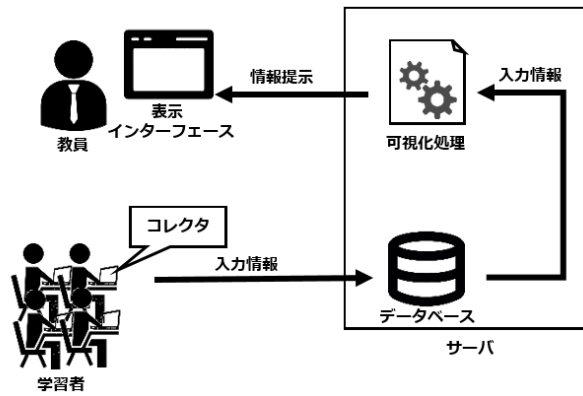 情報提示
入力情報
教員
表示
インターフェース
可視化処理
コレクタ
入力情報
データベース
サーバ
学習者